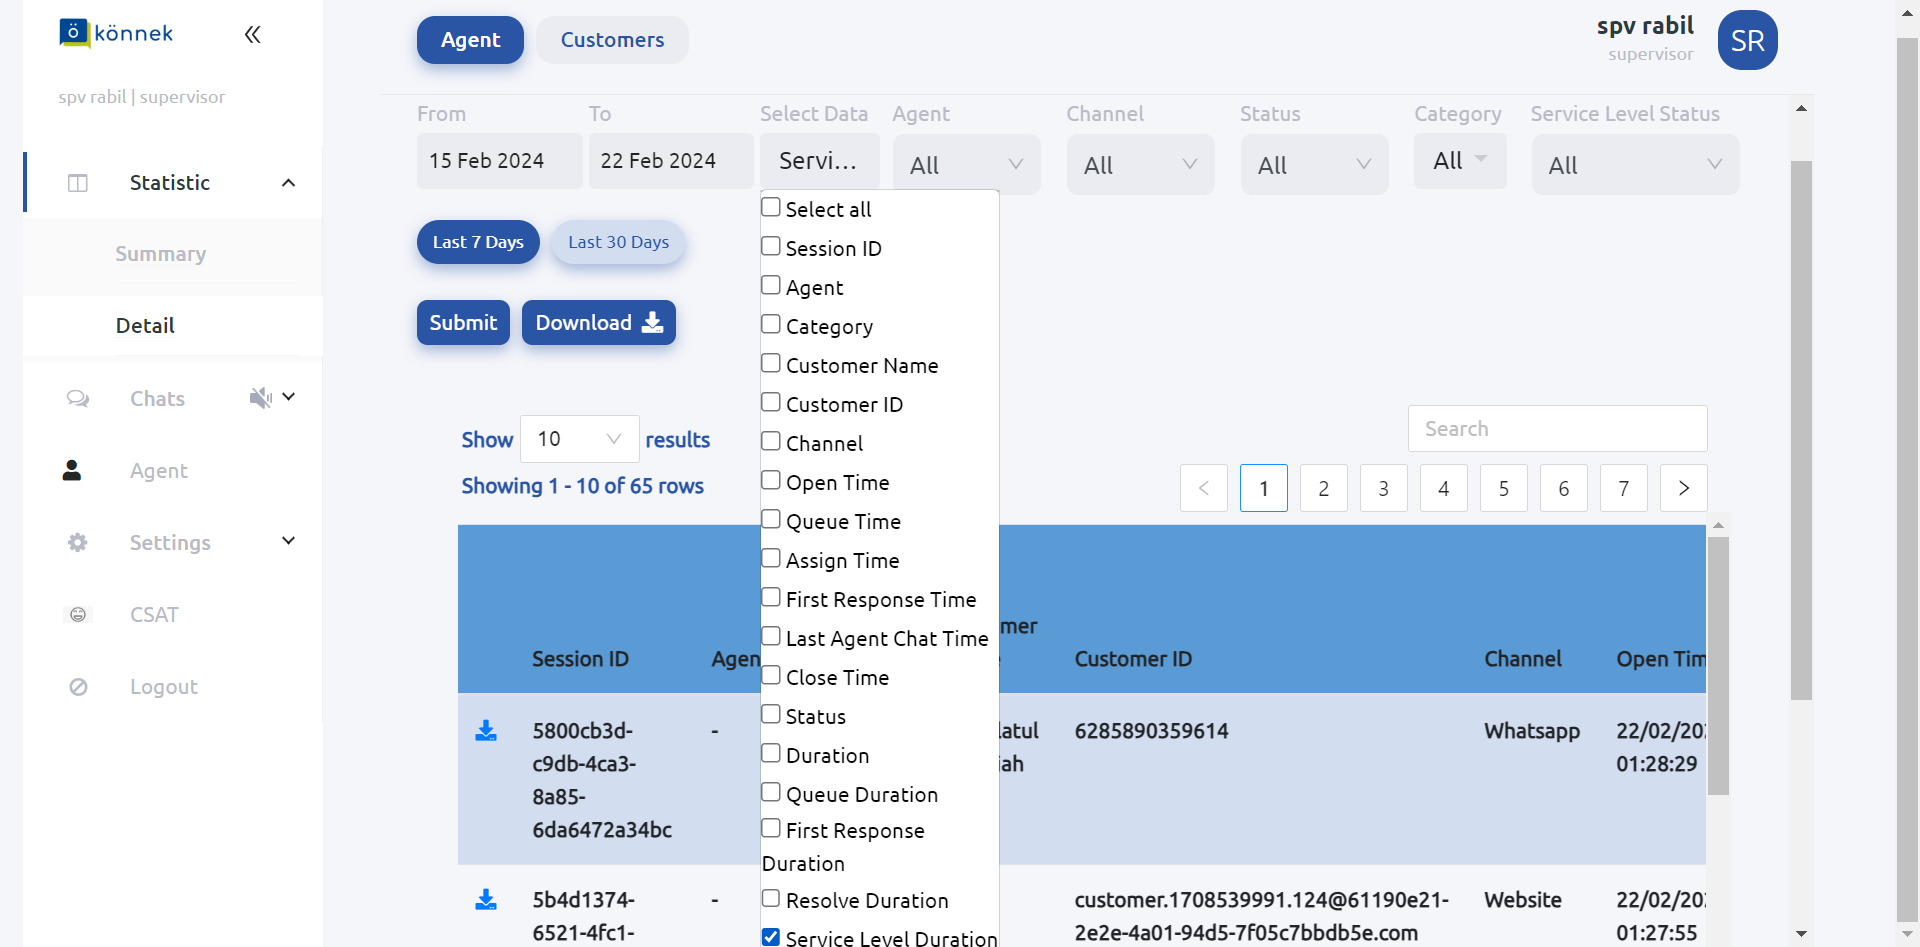 ö könnek
spv rabil | supervisor
Statistic
Summary
Detail
Chats
Agent
Settings
CSAT
Logout
Agent
Customers
spv rabil
supervisor
SR
From
To
Select Data
Agent
Channel
Status
Category
Service Level Status
15 Feb 2024
22 Feb 2024
Servi...
All
All
All
All
All
Last 7 Days
Last 30 Days
Submit
Download
Select all
Session ID
Agent
Category
Customer Name
Customer ID
Channel
Open Time
Queue Time
Assign Time
First Response Time
Last Agent Chat Time
Close Time
Status
Duration
Queue Duration
First Response
Duration
Resolve Duration
Service Level Duration
Show 10 results
Showing 1 - 10 of 65 rows
Search
< 1 2 3 4 5 6 7 >
Session ID
Agen
mer
Customer ID
Channel
Open Tim
5800cb3d-
c9db-4ca3-
8a85-
6da6472a34bc
-
latul
iah
6285890359614
Whatsapp
22/02/20
01:28:29
5b4d1374-
6521-4fc1-
-
customer.1708539991.124@61190e21-
2e2e-4a01-94d5-7f05c7bbdb5e.com
Website
22/02/20
01:27:55